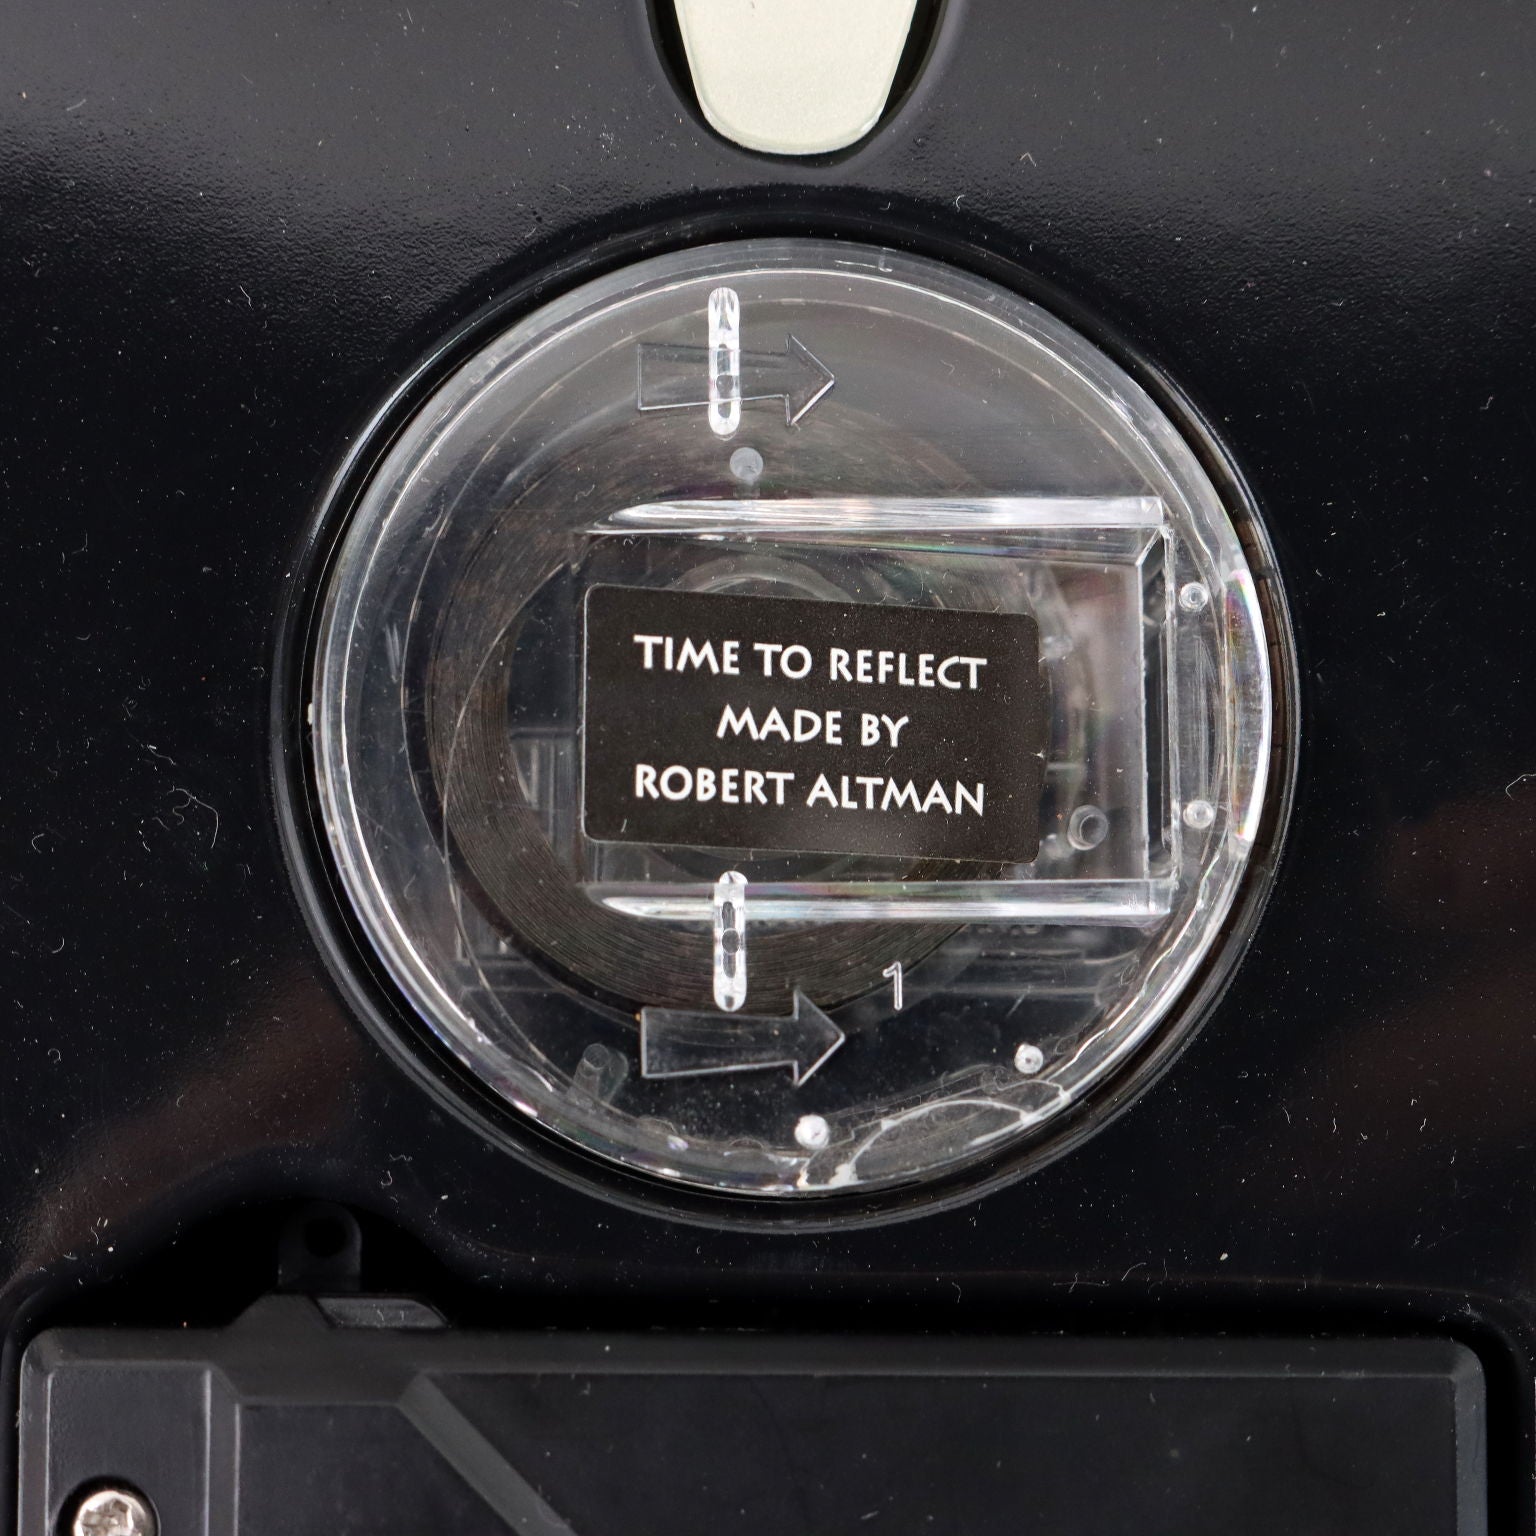 TIME TO REFLECT
MADE BY
ROBERT ALTMAN
1